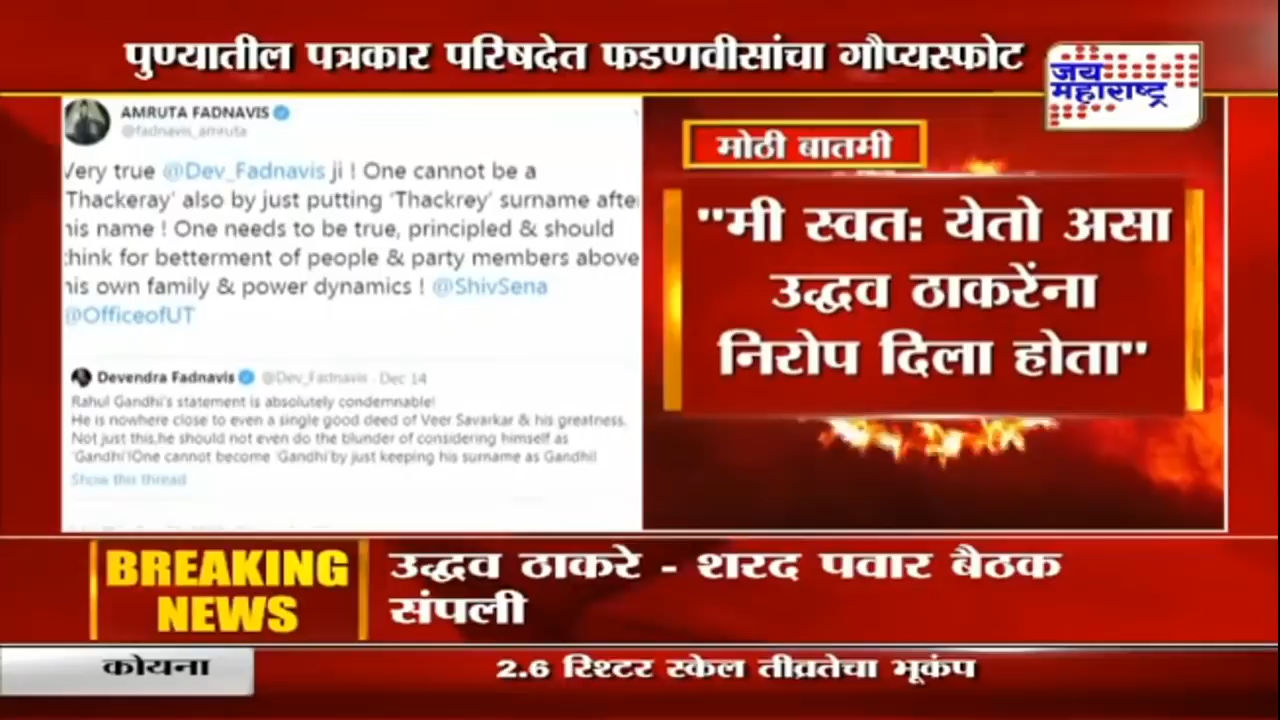 पुण्यातील पत्रकार परिषदेत फडणवीसांचा गौप्यस्फोट
जय
महाराष्ट्र
AMRUTA FADNAVIS
@fadnavis_amruta
Very true @Dev_Fadnavis ji ! One cannot be a
'Thackeray' also by just putting 'Thackrey' surname afte
his name ! One needs to be true, principled & should
think for betterment of people & party members above
his own family & power dynamics ! @ShivSena
@OfficeofUT
Devendra Fadnavis @Dev_Fadnavis · Dec 14
Rahul Gandhi's statement is absolutely condemnable!
He is nowhere close to even a single good deed of Veer Savarkar & his greatness.
Not just this,he should not even do the blunder of considering himself as
'Gandhi'!One cannot become 'Gandhi'by just keeping his surname as Gandhi!
Show this thread
मोठी बातमी
"मी स्वत: येतो असा
उद्धव ठाकरेंना
निरोप दिला होता"
BREAKING
NEWS
उद्धव ठाकरे - शरद पवार बैठक
संपली
कोयना
2.6 रिश्टर स्केल तीव्रतेचा भूकंप